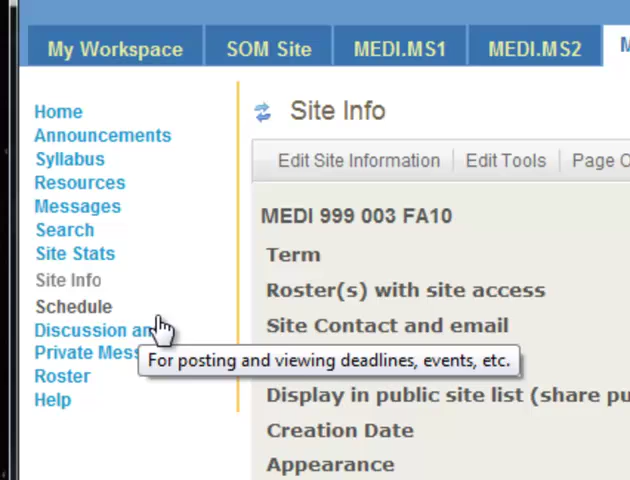 My Workspace SOM Site MEDI.MS1 MEDI.MS2
Site Info
Home
Announcements
Syllabus
Resources
Messages
Search
Site Stats
Site Info
Schedule
Discussion
Private
Roster
Help
Edit Site Information Edit Tools Page
MEDI 999 003 FA10
Term
Roster(s) with site access
Site Contact and email
For posting and viewing deadlines, events, etc.
Display in public site list (share
Creation Date
Appearance